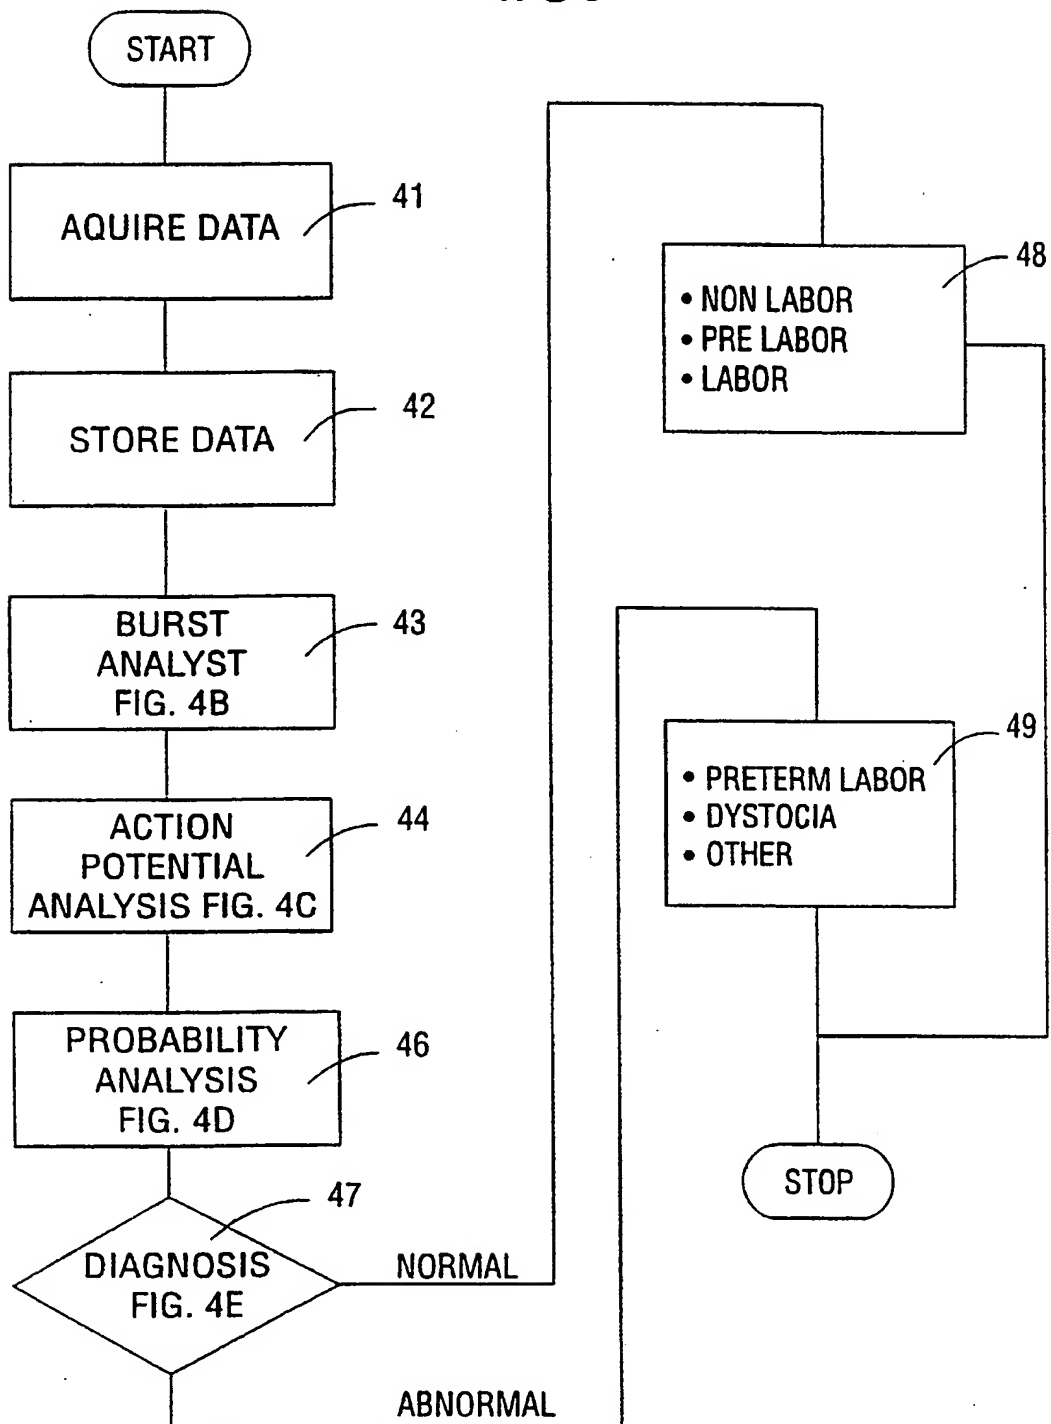 START
AQUIRE DATA
41
STORE DATA
42
BURST
ANALYST
FIG. 4B
43
ACTION
POTENTIAL
ANALYSIS FIG. 4C
44
PROBABILITY
ANALYSIS
FIG. 4D
46
DIAGNOSIS
FIG. 4E
47
NORMAL
ABNORMAL
• NON LABOR
• PRE LABOR
• LABOR
48
• PRETERM LABOR
• DYSTOCIA
• OTHER
49
STOP